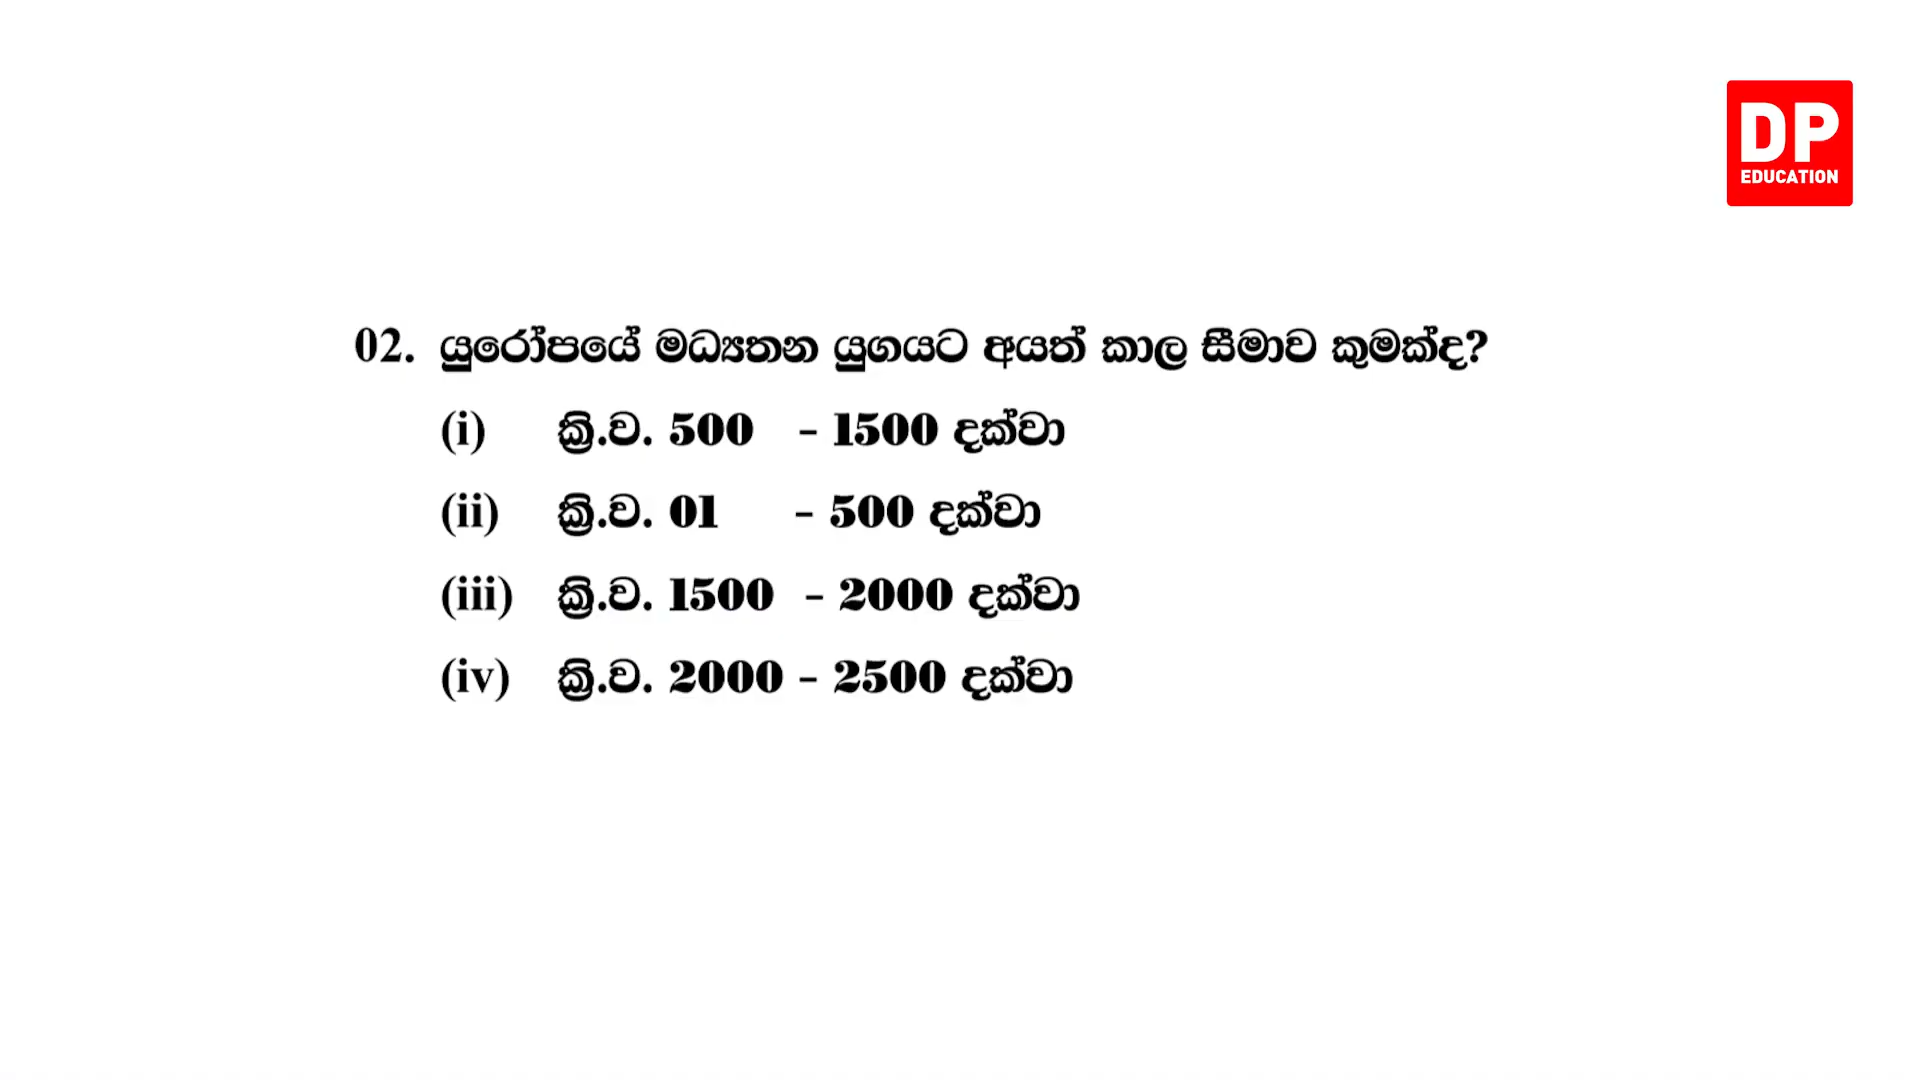 DP
EDUCATION
02. යුරෝපයේ මධ්‍යතන යුගයට අයත් කාල සීමාව කුමක්ද?
(i) ක්‍රි.ව. 500 - 1500 දක්වා
(ii) ක්‍රි.ව. 01 - 500 දක්වා
(iii) ක්‍රි.ව. 1500 - 2000 දක්වා
(iv) ක්‍රි.ව. 2000 - 2500 දක්වා